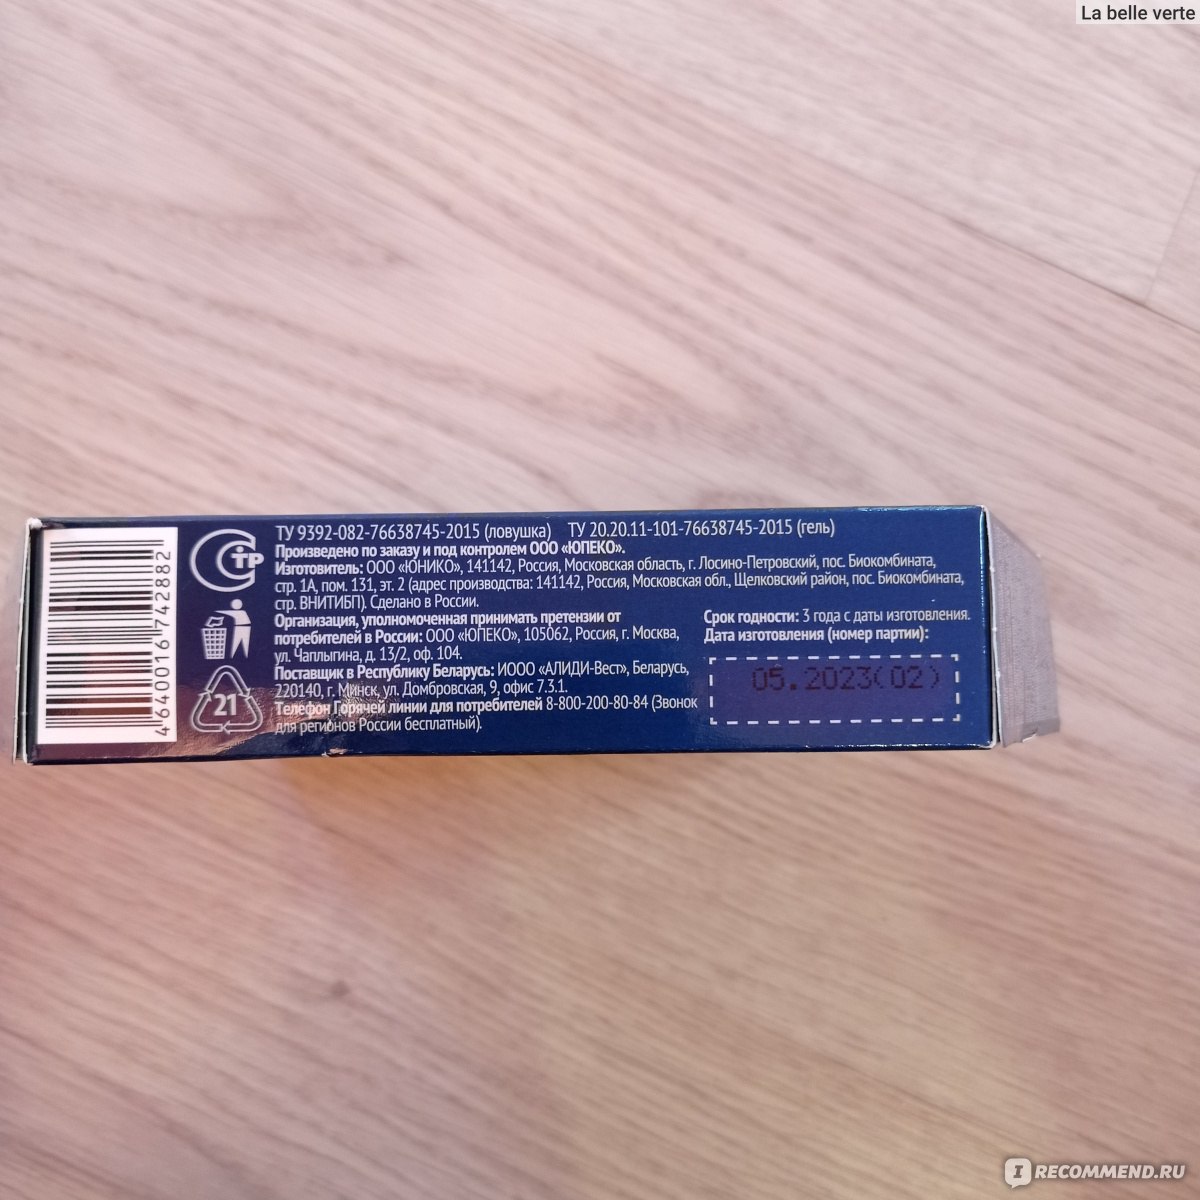 La belle verte
ТУ 9392-082-76638745-2015 (ловушка) ТУ 20.20.11-101-76638745-2015 (гель)
Произведено по заказу и под контролем ООО «ЮПЕКО».
Изготовитель: ООО «ЮНИКО», 141142, Россия, Московская область, г. Лосино-Петровский, пос. Биокомбината,
стр. 1А, пом. 131, эт. 2 (адрес производства: 141142, Россия, Московская обл., Щелковский район, пос. Биокомбината,
стр. ВНИТИБП). Сделано в России.
Организация, уполномоченная принимать претензии от
потребителей в России: ООО «ЮПЕКО», 105062, Россия, г. Москва,
ул. Чаплыгина, д. 13/2, оф. 104.
Поставщик в Республику Беларусь: ИООО «АЛИДИ-Вест», Беларусь,
220140, г. Минск, ул. Домбровская, 9, офис 7.3.1.
Телефон Горячей линии для потребителей 8-800-200-80-84 (Звонок
для регионов России бесплатный).
Срок годности: 3 года с даты изготовления.
Дата изготовления (номер партии):
05.2023(02)
4640016742882
СТР
21
IRECOMMEND.RU